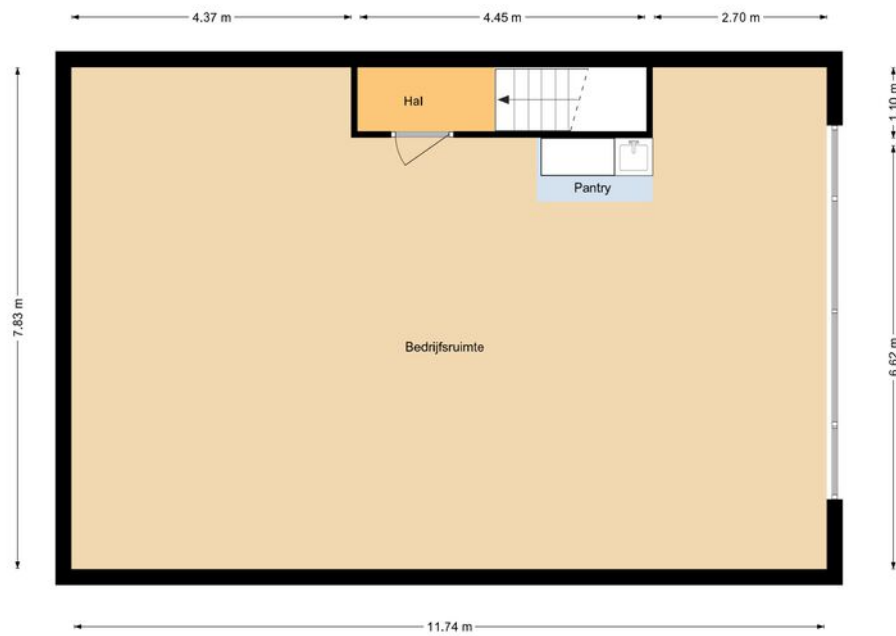 4.37 m
4.45 m
2.70 m
Hal
1.10 m
Pantry
7.83 m
Bedrijfsruimte
6.62 m
11.74 m